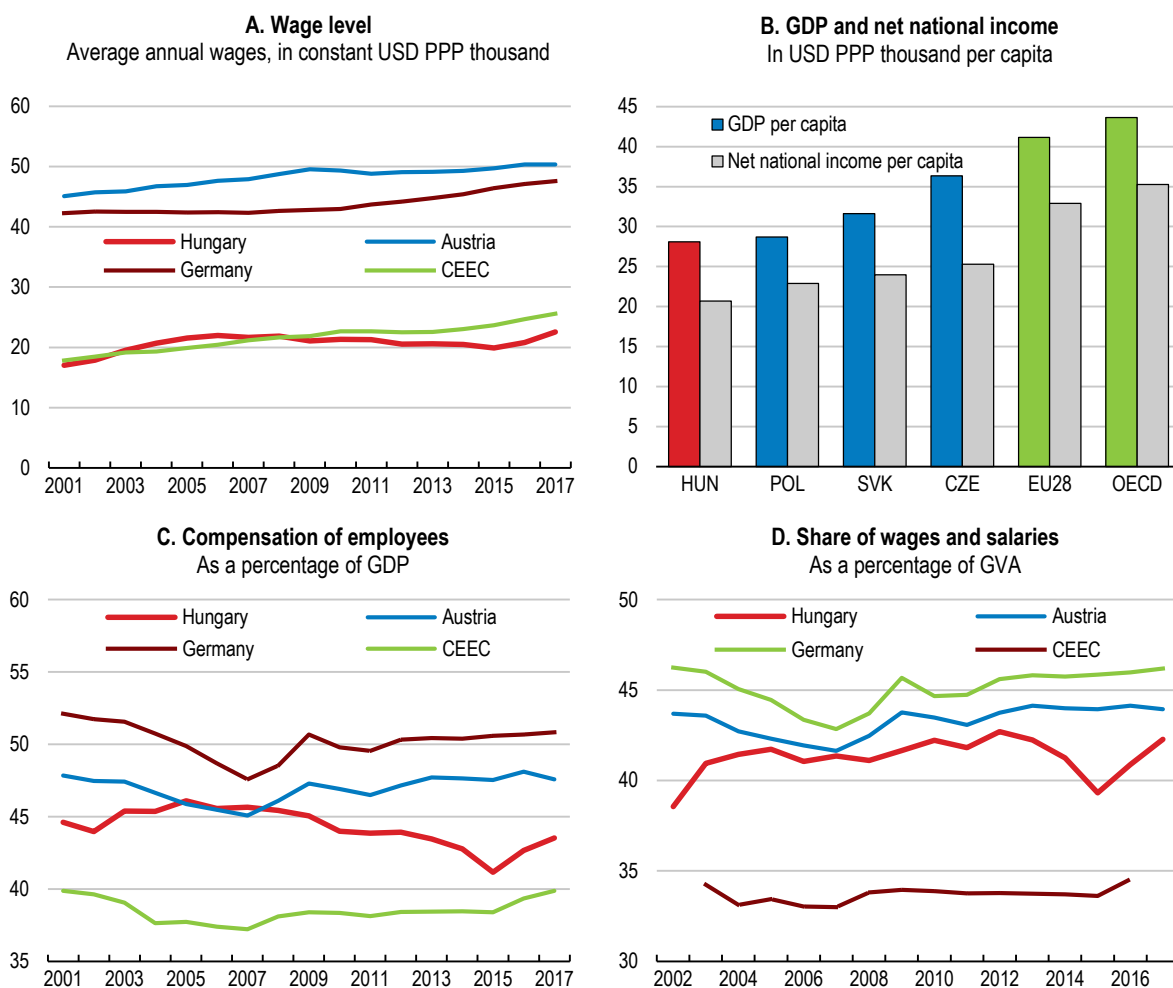 A. Wage level
Average annual wages, in constant USD PPP thousand
60
50
40
30
20
10
0
Hungary
Austria
Germany
CEEC
2001 2003 2005 2007 2009 2011 2013 2015 2017
B. GDP and net national income
In USD PPP thousand per capita
45
40
35
30
25
20
15
10
5
0
GDP per capita
Net national income per capita
HUN POL SVK CZE EU28 OECD
C. Compensation of employees
As a percentage of GDP
60
55
50
45
40
35
Hungary
Austria
Germany
CEEC
2001 2003 2005 2007 2009 2011 2013 2015 2017
D. Share of wages and salaries
As a percentage of GVA
50
45
40
35
30
Hungary
Austria
Germany
CEEC
2002 2004 2006 2008 2010 2012 2014 2016